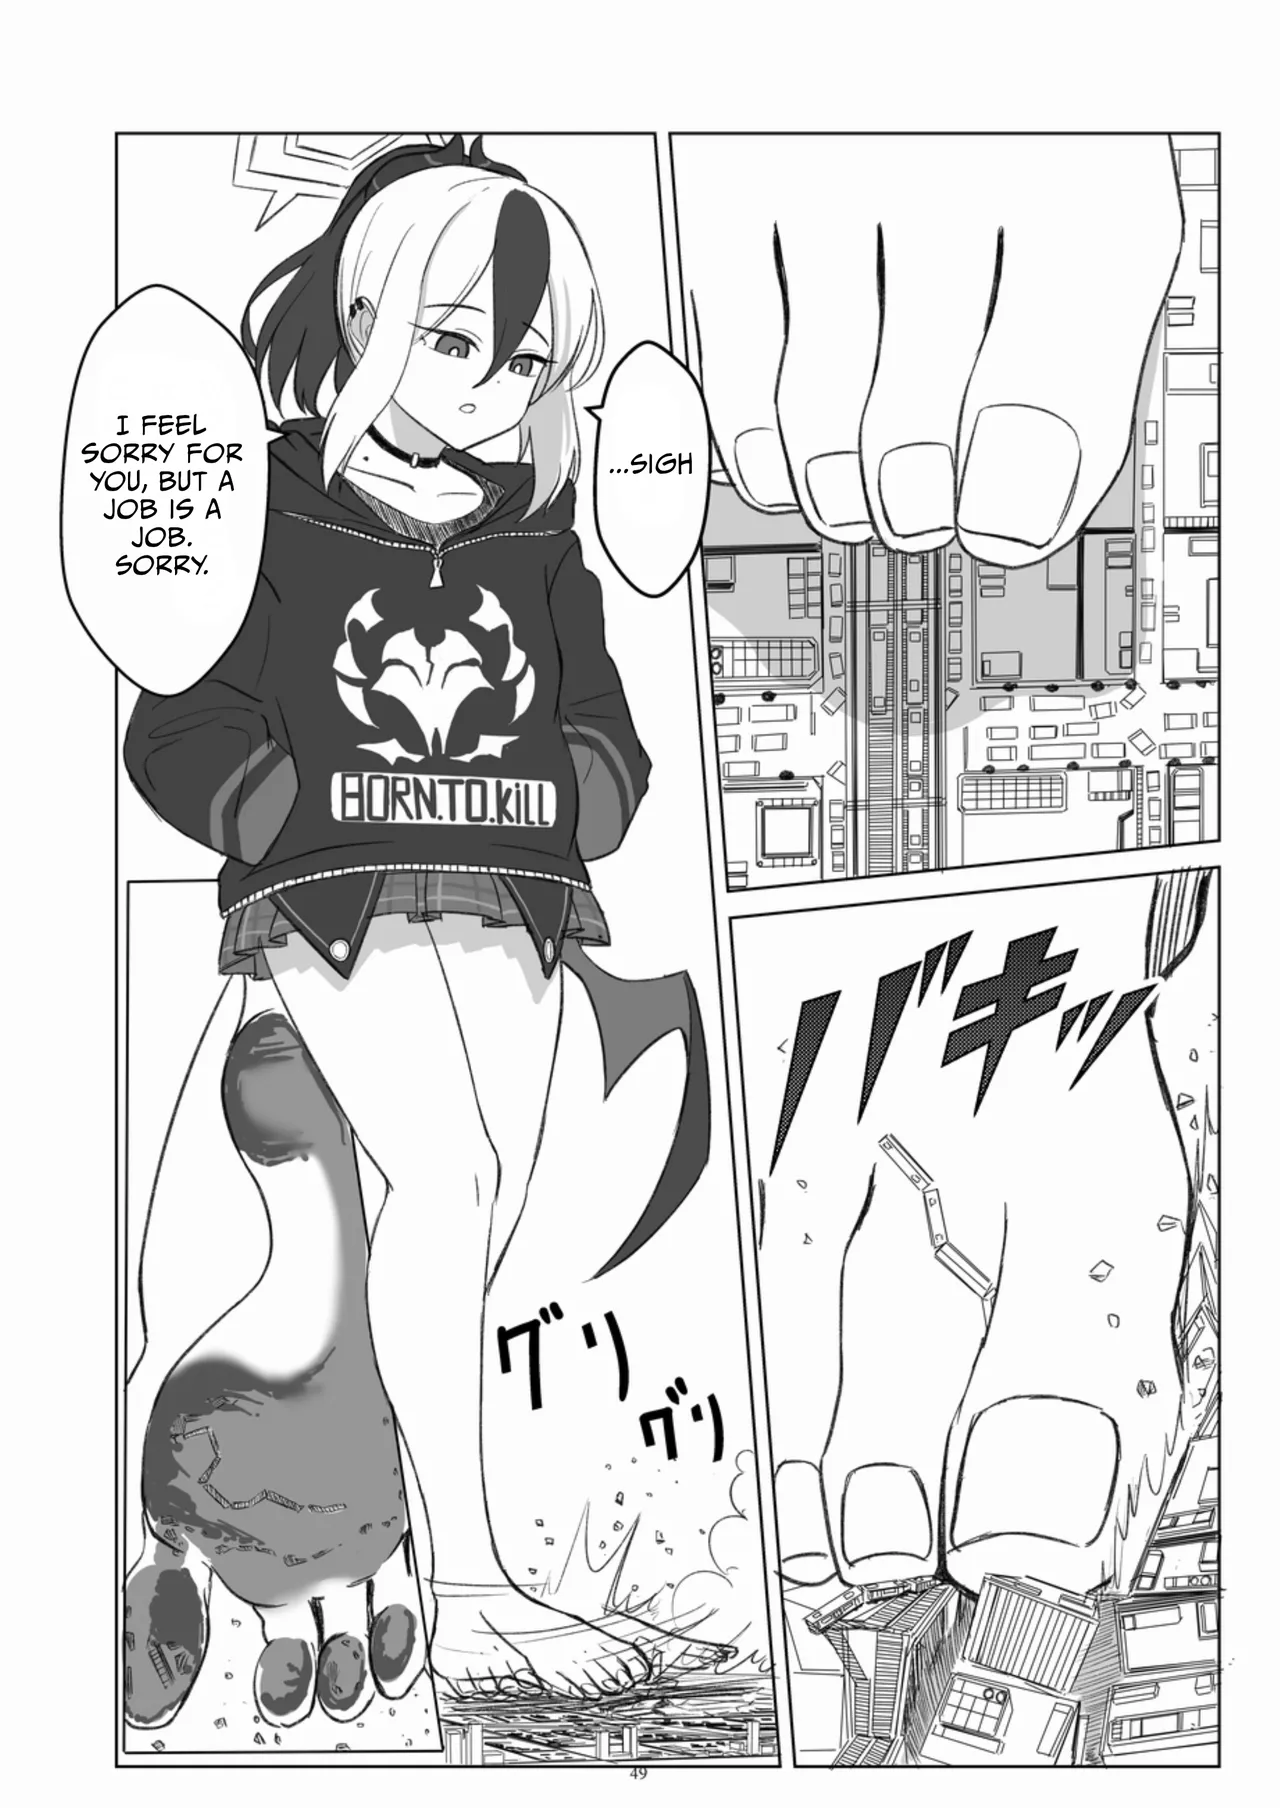 バキッ
...SIGH
I FEEL
SORRY FOR
YOU, BUT A
JOB IS A
JOB.
SORRY.
BORN.TO.KiLL
グリ
グリ
49